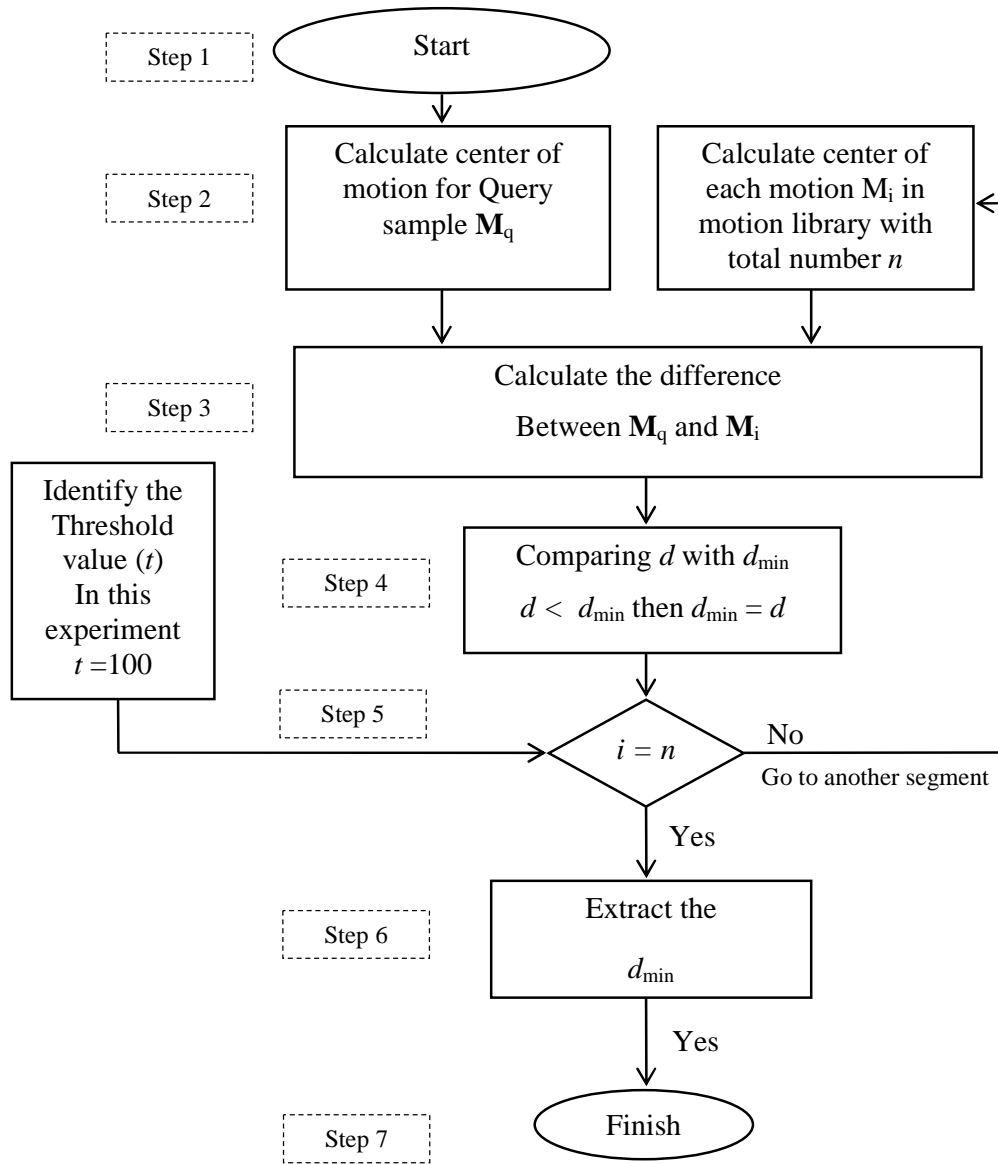 Step 1
Start
Step 2
Calculate center of
motion for Query
sample Mq
Calculate center of
each motion Mi in
motion library with
total number n
Step 3
Calculate the difference
Between Mq and Mi
Identify the
Threshold
value (t)
In this
experiment
t =100
Step 4
Comparing d with dmin
d < dmin then dmin = d
Step 5
i = n
No
Go to another segment
Yes
Step 6
Extract the
dmin
Yes
Step 7
Finish